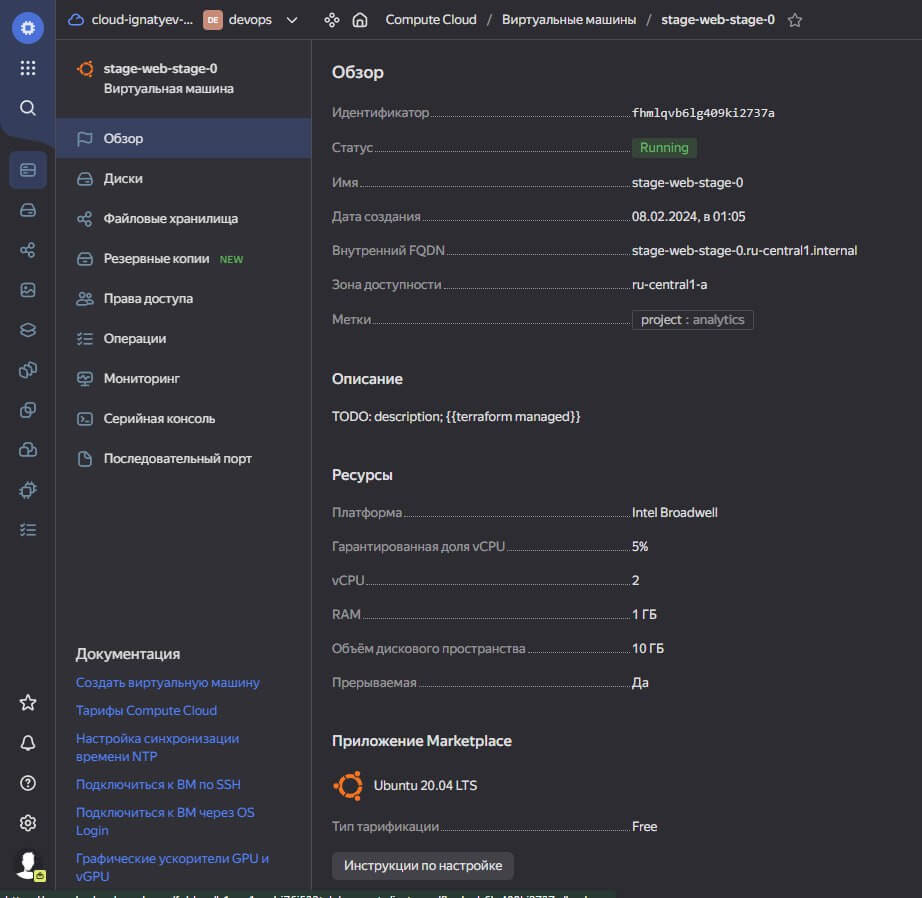 cloud-ignatyev-... DE devops
Compute Cloud / Виртуальные машины / stage-web-stage-0
stage-web-stage-0
Виртуальная машина
Обзор
Диски
Файловые хранилища
Резервные копии NEW
Права доступа
Операции
Мониторинг
Серийная консоль
Последовательный порт
Документация
Создать виртуальную машину
Тарифы Compute Cloud
Настройка синхронизации
времени NTP
Подключиться к ВМ по SSH
Подключиться к ВМ через OS
Login
Графические ускорители GPU и
vGPU
Обзор
Идентификатор fhmlqvb6lg409ki2737a
Статус Running
Имя stage-web-stage-0
Дата создания 08.02.2024, в 01:05
Внутренний FQDN stage-web-stage-0.ru-central1.internal
Зона доступности ru-central1-a
Метки project : analytics
Описание
TODO: description; {{terraform managed}}
Ресурсы
Платформа Intel Broadwell
Гарантированная доля vCPU 5%
vCPU 2
RAM 1 ГБ
Объём дискового пространства 10 ГБ
Прерываемая Да
Приложение Marketplace
Ubuntu 20.04 LTS
Тип тарификации Free
Инструкции по настройке